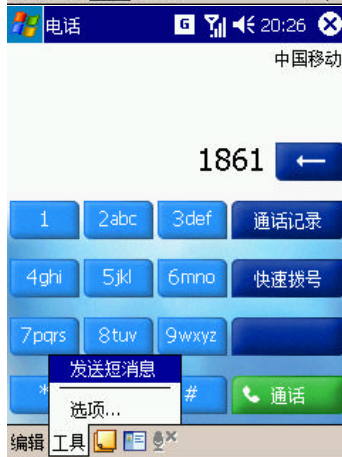 电话 G 20:26
中国移动
1861
1 2abc 3def 通话记录
4ghi 5jkl 6mno 快速拨号
7pqrs 8tuv 9wxyz
发送短消息
* # 通话
选项...
编辑 工具